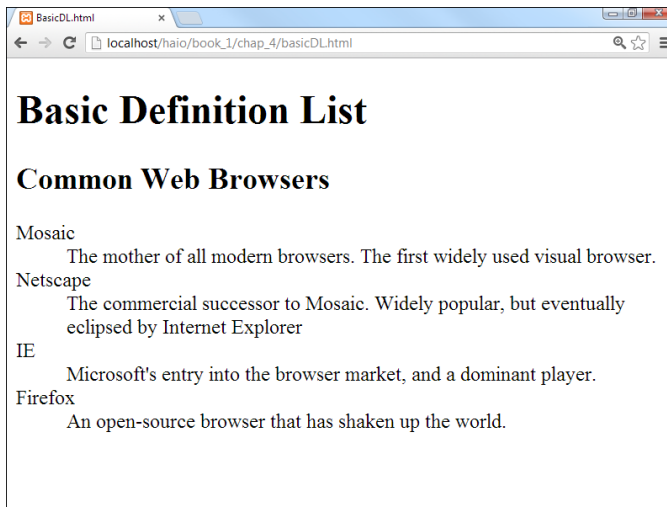 BasicDL.html
localhost/haio/book_1/chap_4/basicDL.html
Basic Definition List
Common Web Browsers
Mosaic
The mother of all modern browsers. The first widely used visual browser.
Netscape
The commercial successor to Mosaic. Widely popular, but eventually
eclipsed by Internet Explorer
IE
Microsoft's entry into the browser market, and a dominant player.
Firefox
An open-source browser that has shaken up the world.